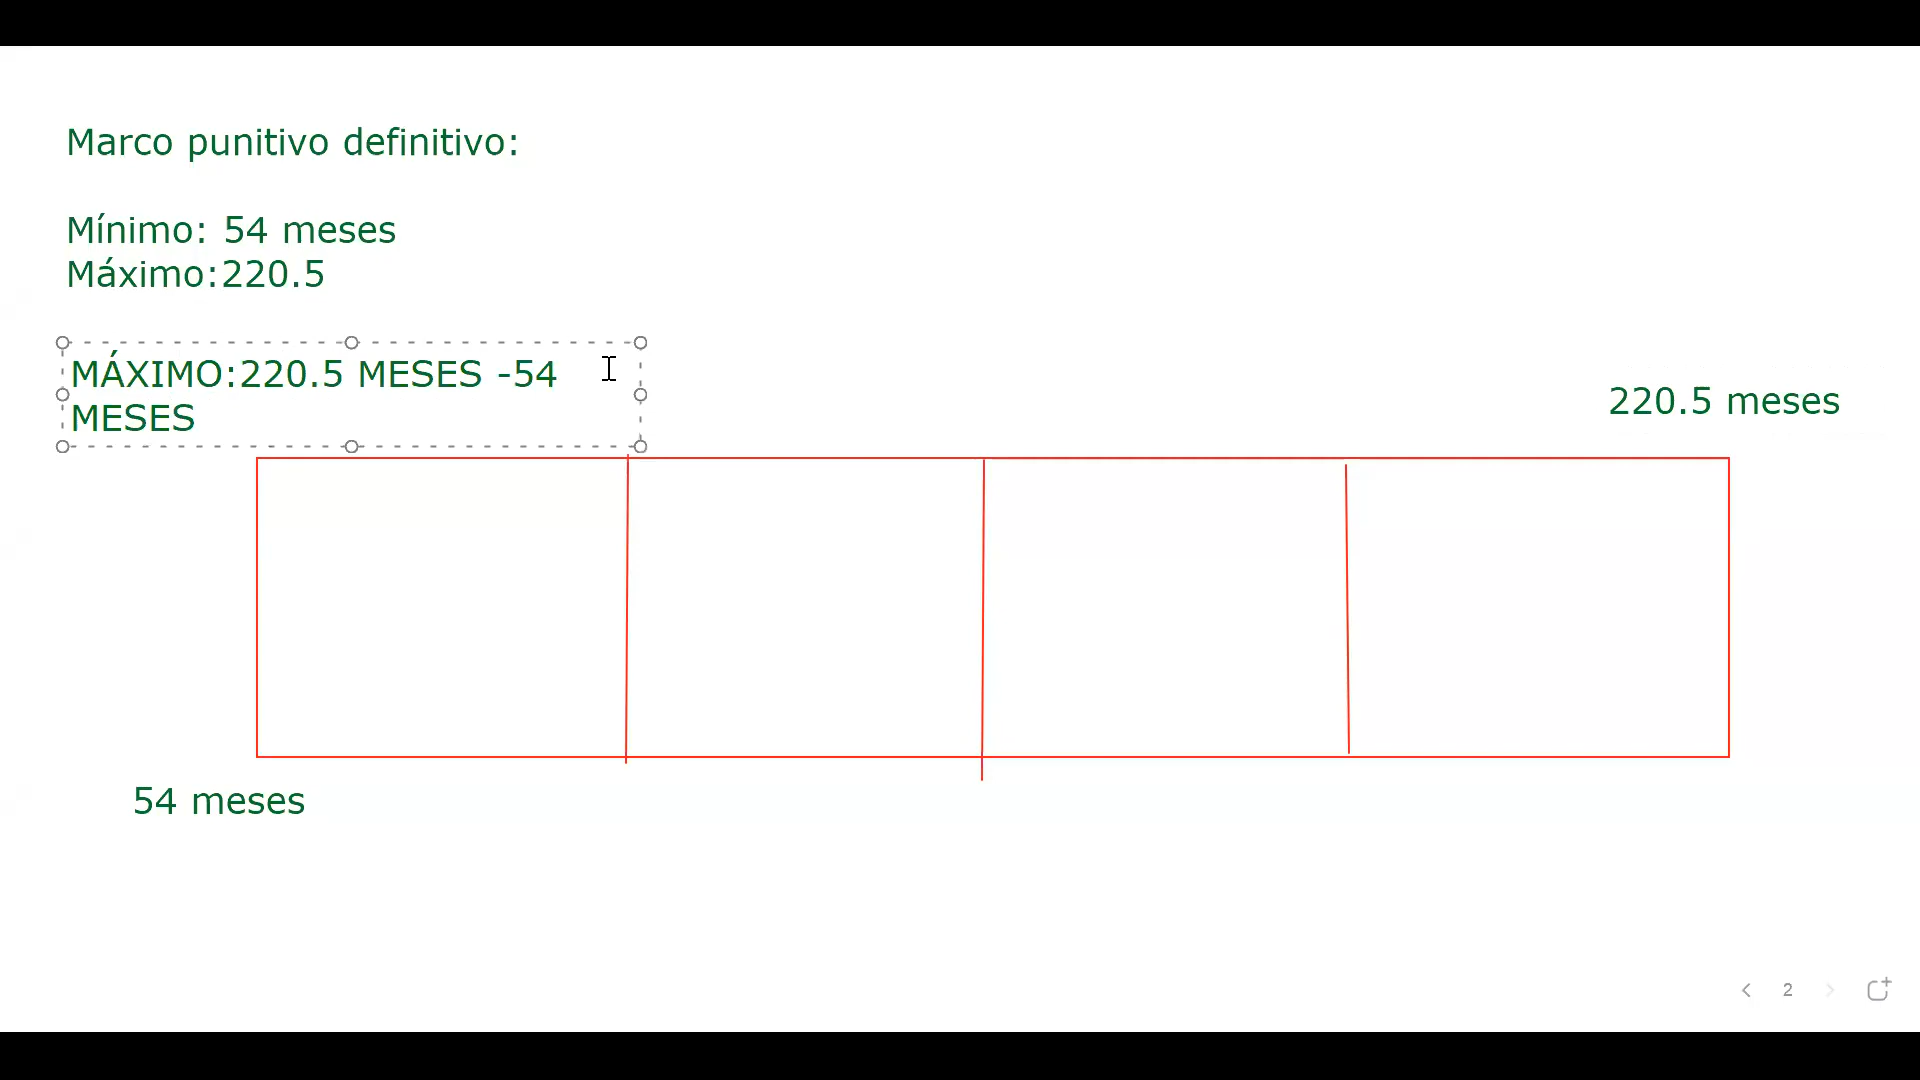 Marco punitivo definitivo:
Mínimo: 54 meses
Máximo:220.5
MÁXIMO:220.5 MESES -54
MESES
220.5 meses
54 meses
2